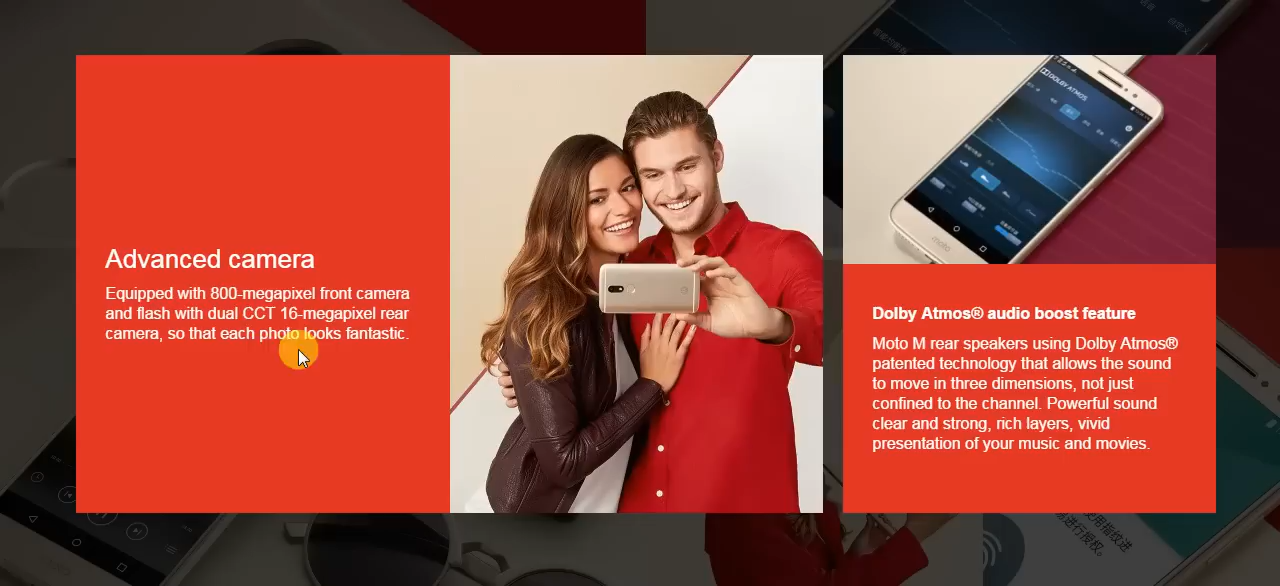 Advanced camera
Equipped with 800-megapixel front camera
and flash with dual CCT 16-megapixel rear
camera, so that each photo looks fantastic.
DOLBY ATMOS
moto
Dolby Atmos® audio boost feature
Moto M rear speakers using Dolby Atmos®
patented technology that allows the sound
to move in three dimensions, not just
confined to the channel. Powerful sound
clear and strong, rich layers, vivid
presentation of your music and movies.